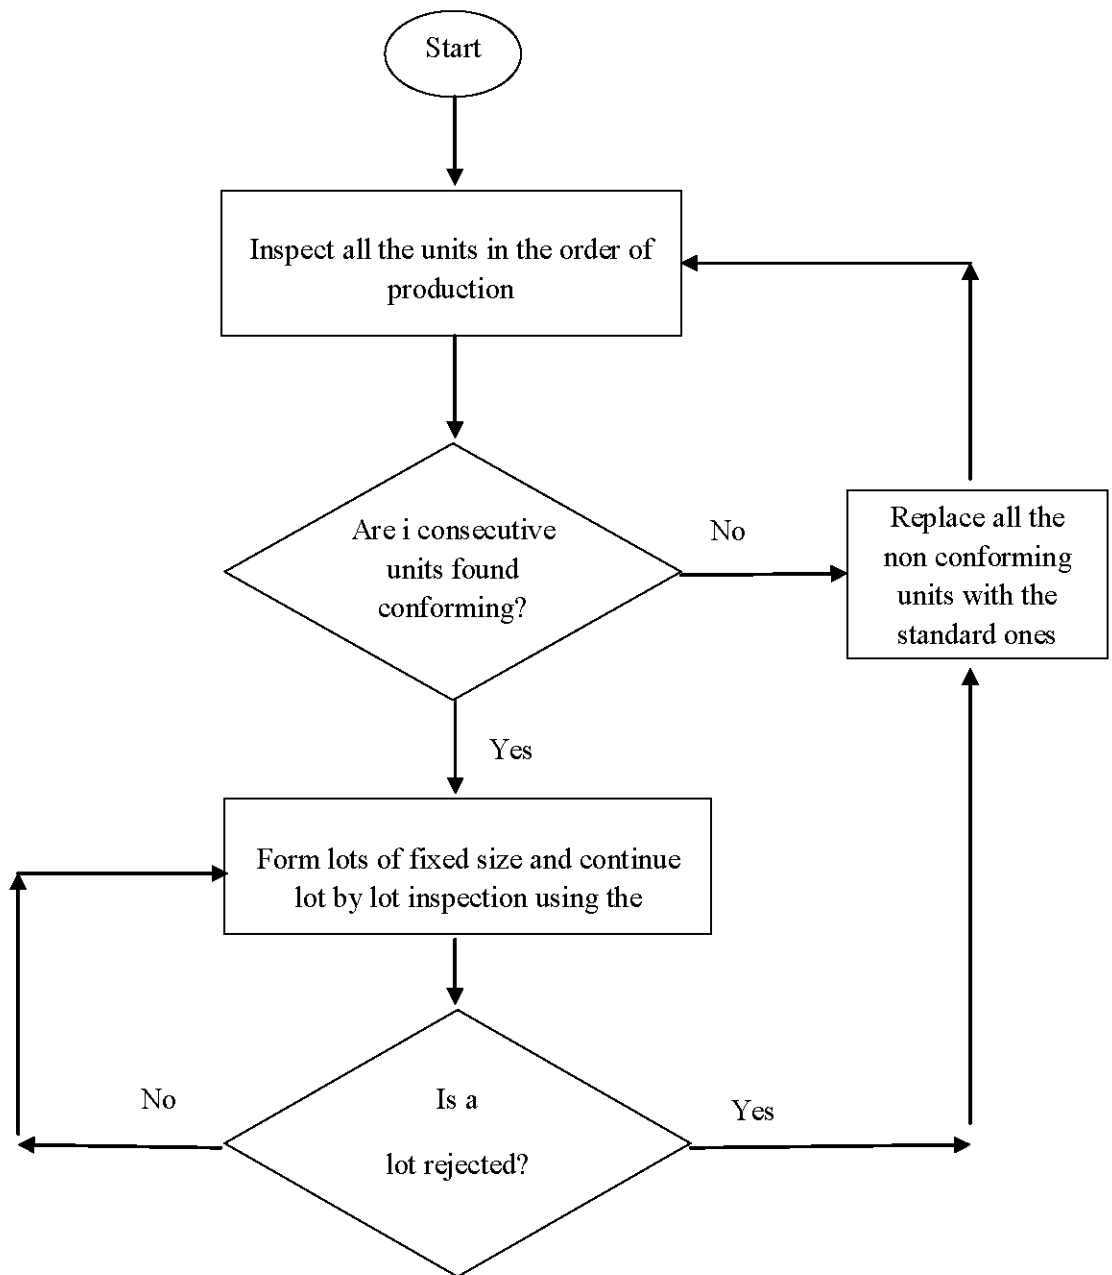 Start
Inspect all the units in the order of
production
Are i consecutive
units found
conforming?
No
Replace all the
non conforming
units with the
standard ones
Yes
Form lots of fixed size and continue
lot by lot inspection using the
No
Is a
lot rejected?
Yes